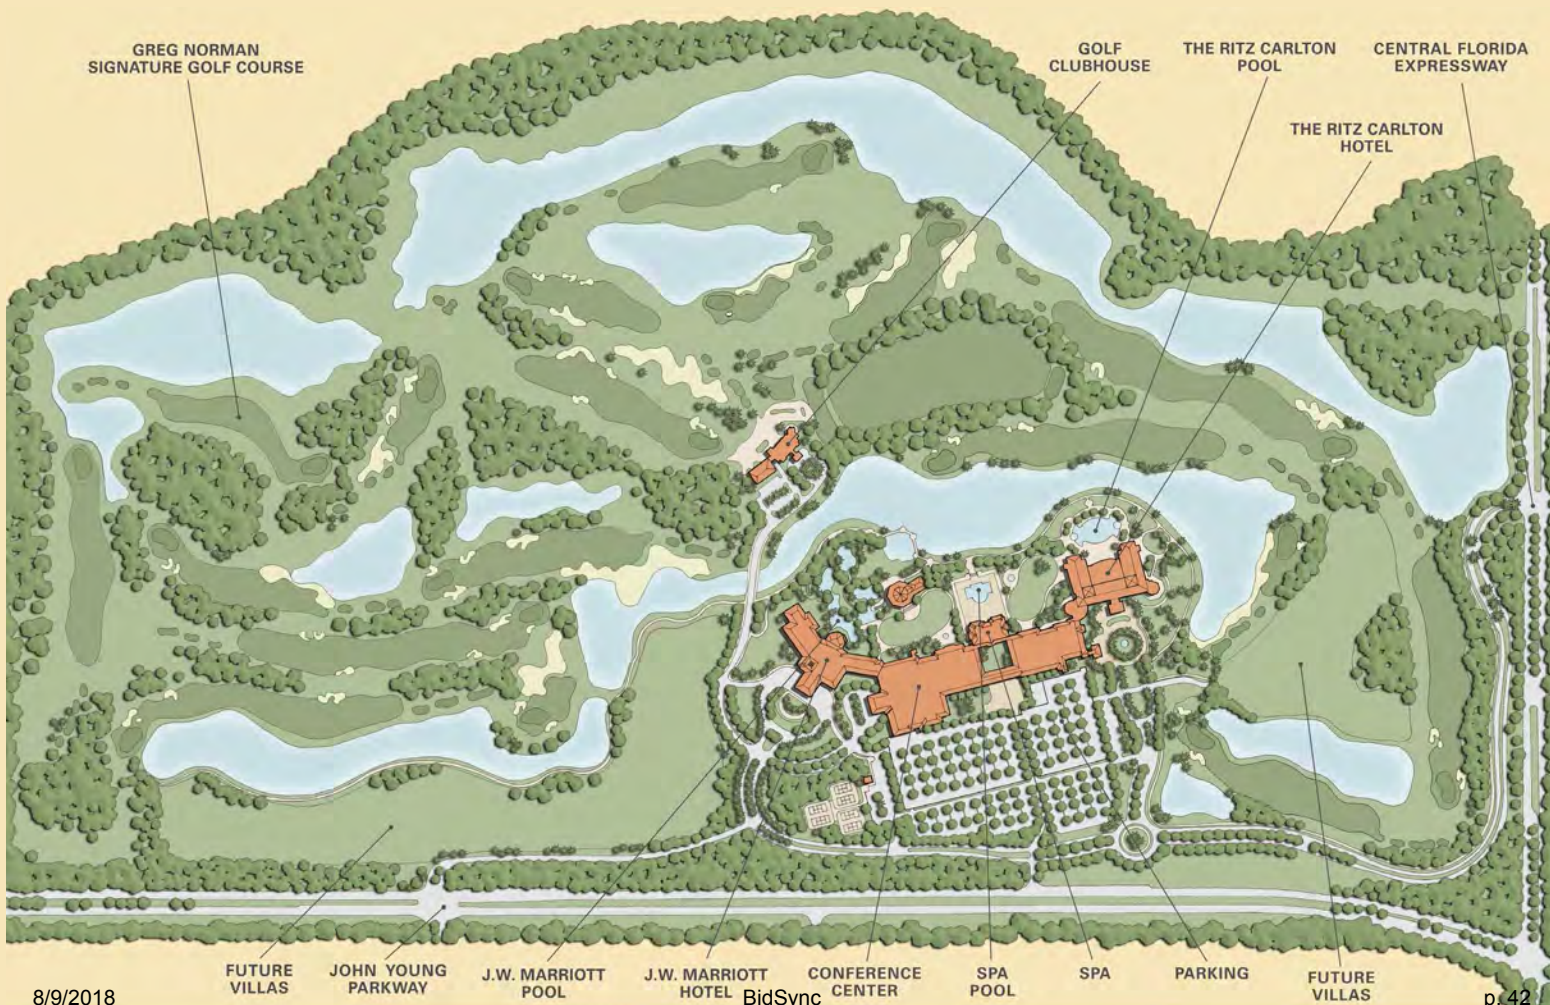 GREG NORMAN
SIGNATURE GOLF COURSE
GOLF
CLUBHOUSE
THE RITZ CARLTON
POOL
CENTRAL FLORIDA
EXPRESSWAY
THE RITZ CARLTON
HOTEL
FUTURE
VILLAS
JOHN YOUNG
PARKWAY
J.W. MARRIOTT
POOL
J.W. MARRIOTT
HOTEL
CONFERENCE
CENTER
SPA
POOL
SPA
PARKING
FUTURE
VILLAS
8/9/2018
BidSync
p. 42